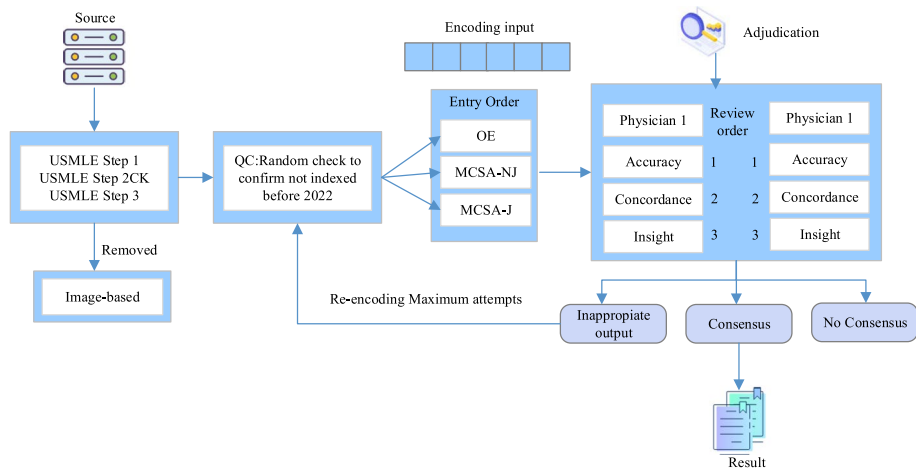 Source
Encoding input
Adjudication
USMLE Step 1
USMLE Step 2CK
USMLE Step 3
QC:Random check to
confirm not indexed
before 2022
Entry Order
OE
MCSA-NJ
MCSA-J
Physician 1
Review
order
Physician 1
Accuracy
1
1
Accuracy
Concordance
2
2
Concordance
Insight
3
3
Insight
Removed
Image-based
Re-encoding Maximum attempts
Inappropiate
output
Consensus
No Consensus
Result